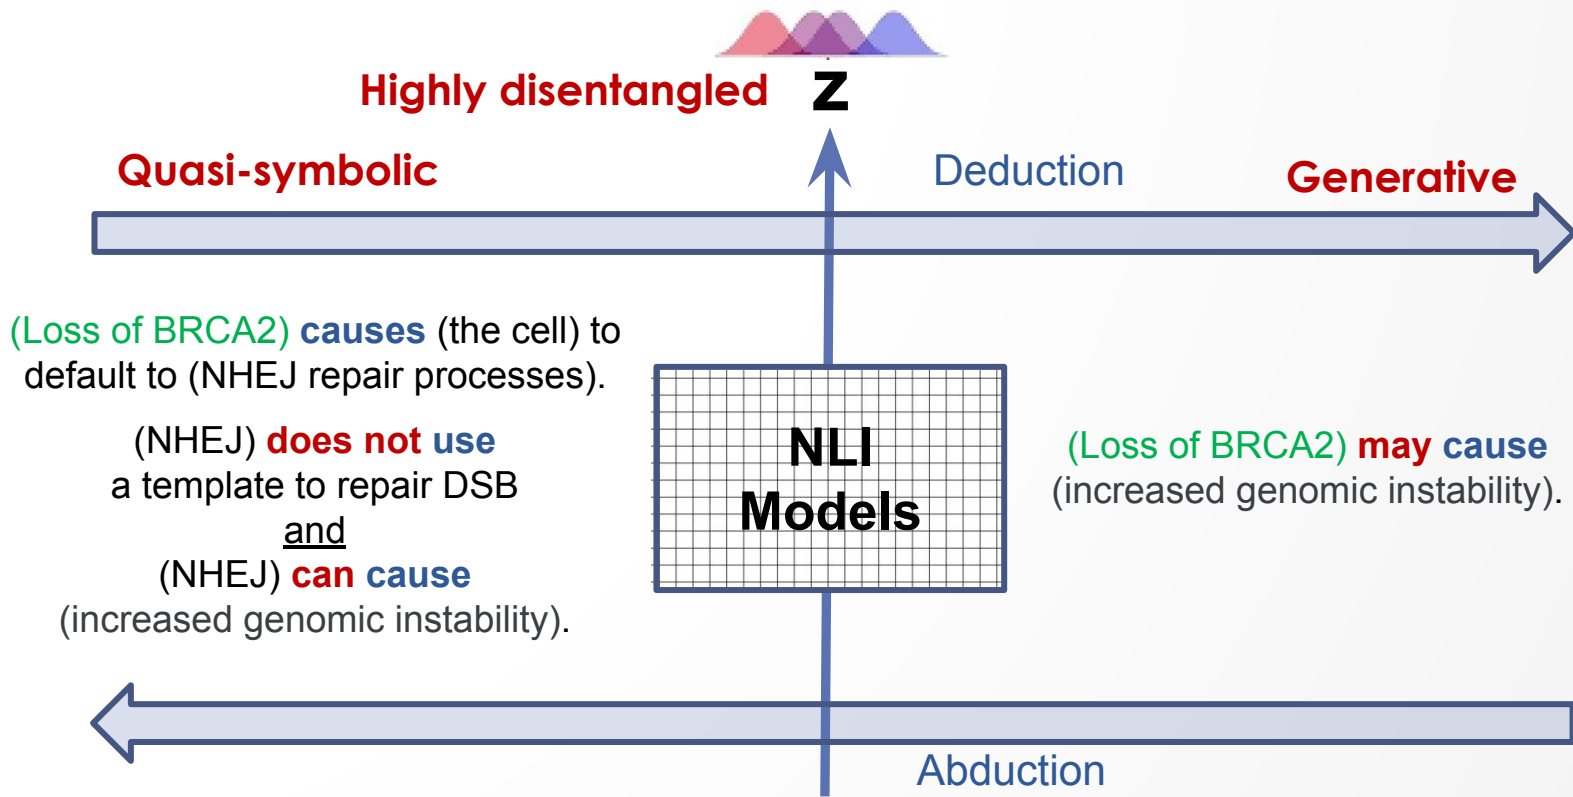 Highly disentangled z
Quasi-symbolic
Deduction
Generative
(Loss of BRCA2) causes (the cell) to
default to (NHEJ repair processes).
(NHEJ) does not use
a template to repair DSB
and
(NHEJ) can cause
(increased genomic instability).
NLI
Models
(Loss of BRCA2) may cause
(increased genomic instability).
Abduction